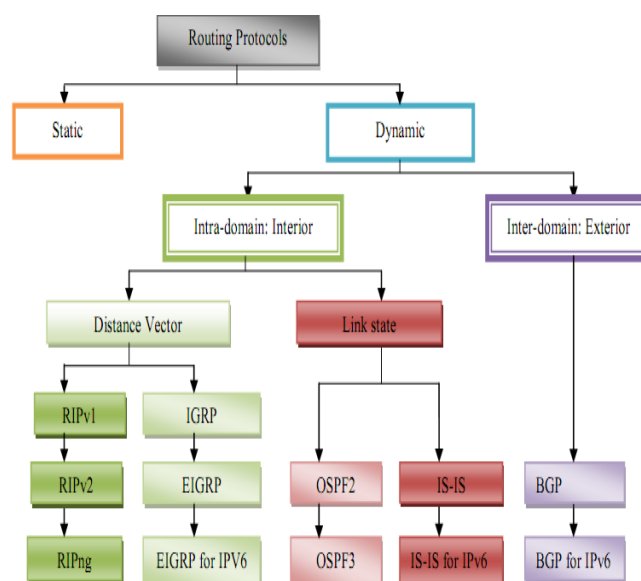 Routing Protocols
Static
Dynamic
Intra-domain: Interior
Inter-domain: Exterior
Distance Vector
Link state
RIPv1
IGRP
RIPv2
EIGRP
OSPF2
IS-IS
BGP
RIPng
EIGRP for IPV6
OSPF3
IS-IS for IPv6
BGP for IPv6